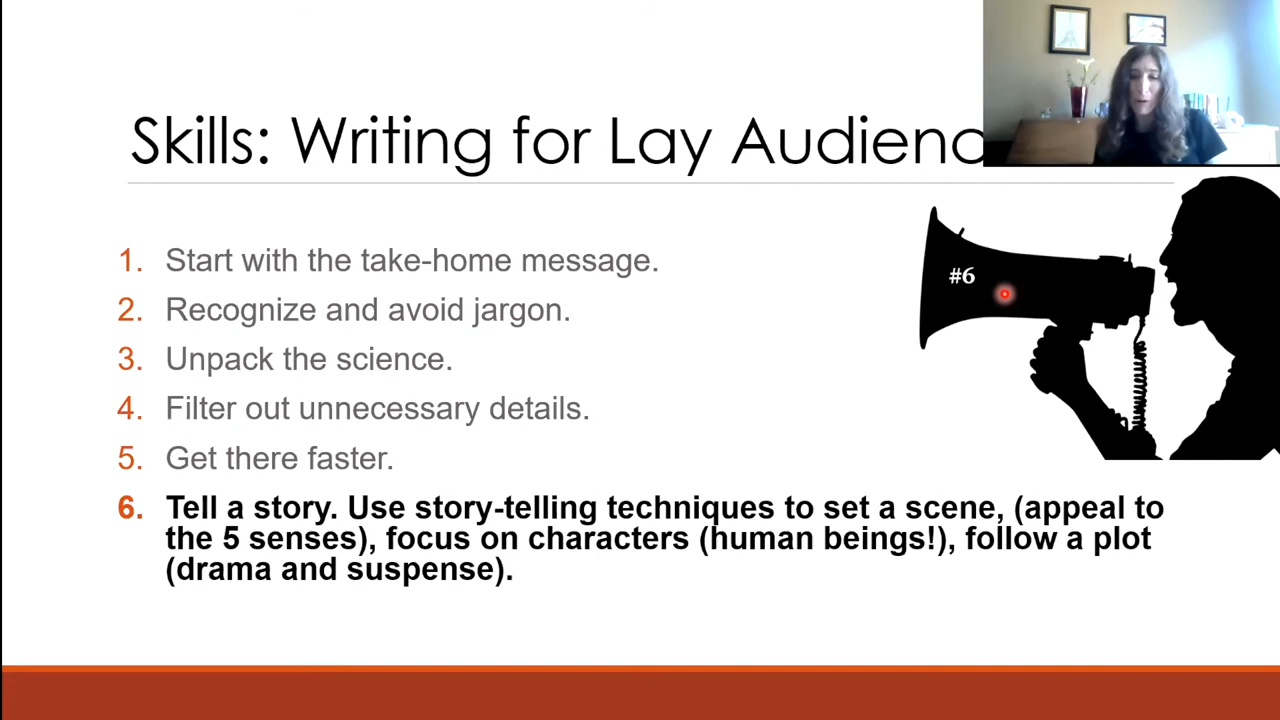 Skills: Writing for Lay Audienc
#6
1. Start with the take-home message.
2. Recognize and avoid jargon.
3. Unpack the science.
4. Filter out unnecessary details.
5. Get there faster.
6. Tell a story. Use story-telling techniques to set a scene, (appeal to
the 5 senses), focus on characters (human beings!), follow a plot
(drama and suspense).